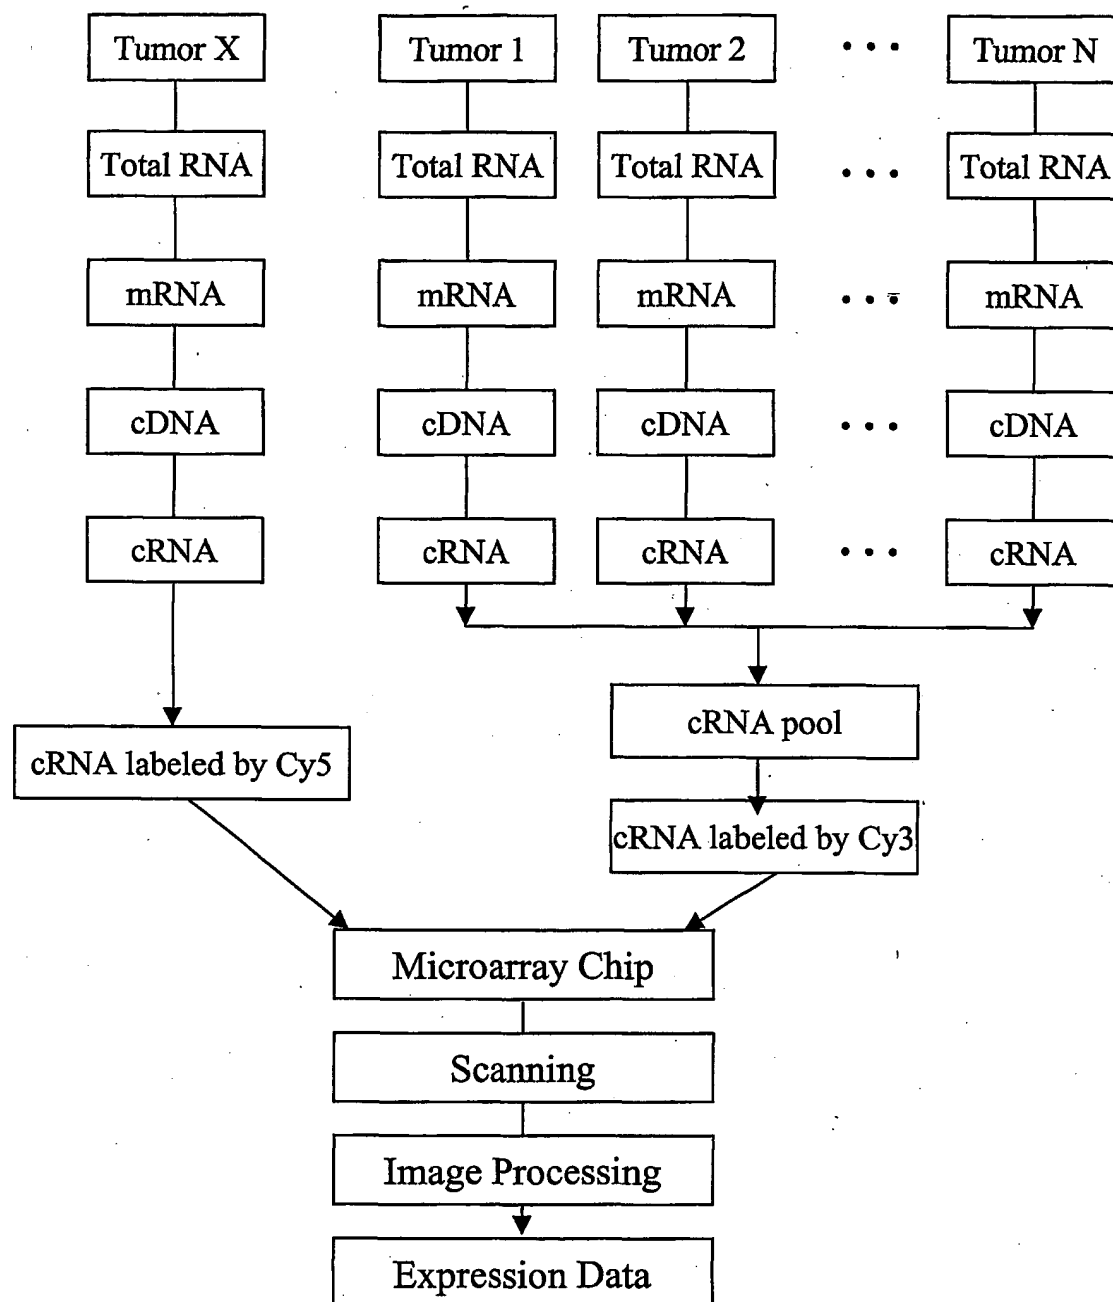 Tumor X Tumor 1 Tumor 2 • • • Tumor N
Total RNA Total RNA Total RNA • • • Total RNA
mRNA mRNA mRNA • • • mRNA
cDNA cDNA cDNA • • • cDNA
cRNA cRNA cRNA • • • cRNA
cRNA pool
cRNA labeled by Cy5
cRNA labeled by Cy3
Microarray Chip
Scanning
Image Processing
Expression Data